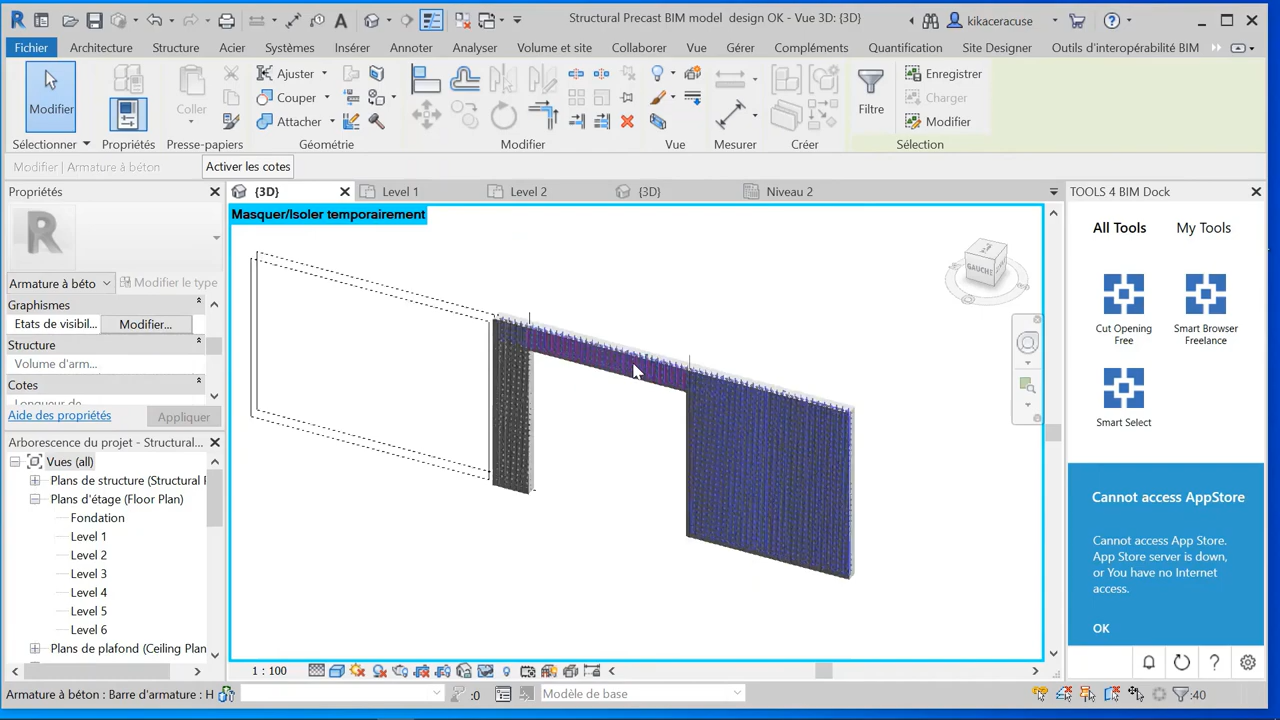 Structural Precast BIM model  design OK - Vue 3D: {3D}
kikaceracuse
Fichier Architecture Structure Acier Systèmes Insérer Annoter Analyser Volume et site Collaborer Vue Gérer Compléments Quantification Site Designer Outils d'interopérabilité BIM
Modifier
Coller
Ajuster
Couper
Attacher
Filtre
Enregistrer
Charger
Modifier
Sélectionner Propriétés Presse-papiers Géométrie Modifier Vue Mesurer Créer Sélection
Modifier | Armature à béton Activer les cotes
Propriétés
{3D} Level 1 Level 2 {3D} Niveau 2
TOOLS 4 BIM Dock
Masquer/Isoler temporairement
All Tools My Tools
Armature à béto Modifier le type
Graphismes
Etats de visibil... Modifier...
Structure
Volume d'arm...
Cotes
Longueur de
Aide des propriétés Appliquer
GAUCHE
Cut Opening
Free
Smart Browser
Freelance
Smart Select
Arborescence du projet - Structural...
Vues (all)
Plans de structure (Structural F
Plans d'étage (Floor Plan)
Fondation
Level 1
Level 2
Level 3
Level 4
Level 5
Level 6
Plans de plafond (Ceiling Plan
Cannot access AppStore
Cannot access App Store.
App Store server is down,
or You have no Internet
access.
OK
1 : 100
Armature à béton : Barre d'armature : H :0 Modèle de base :40